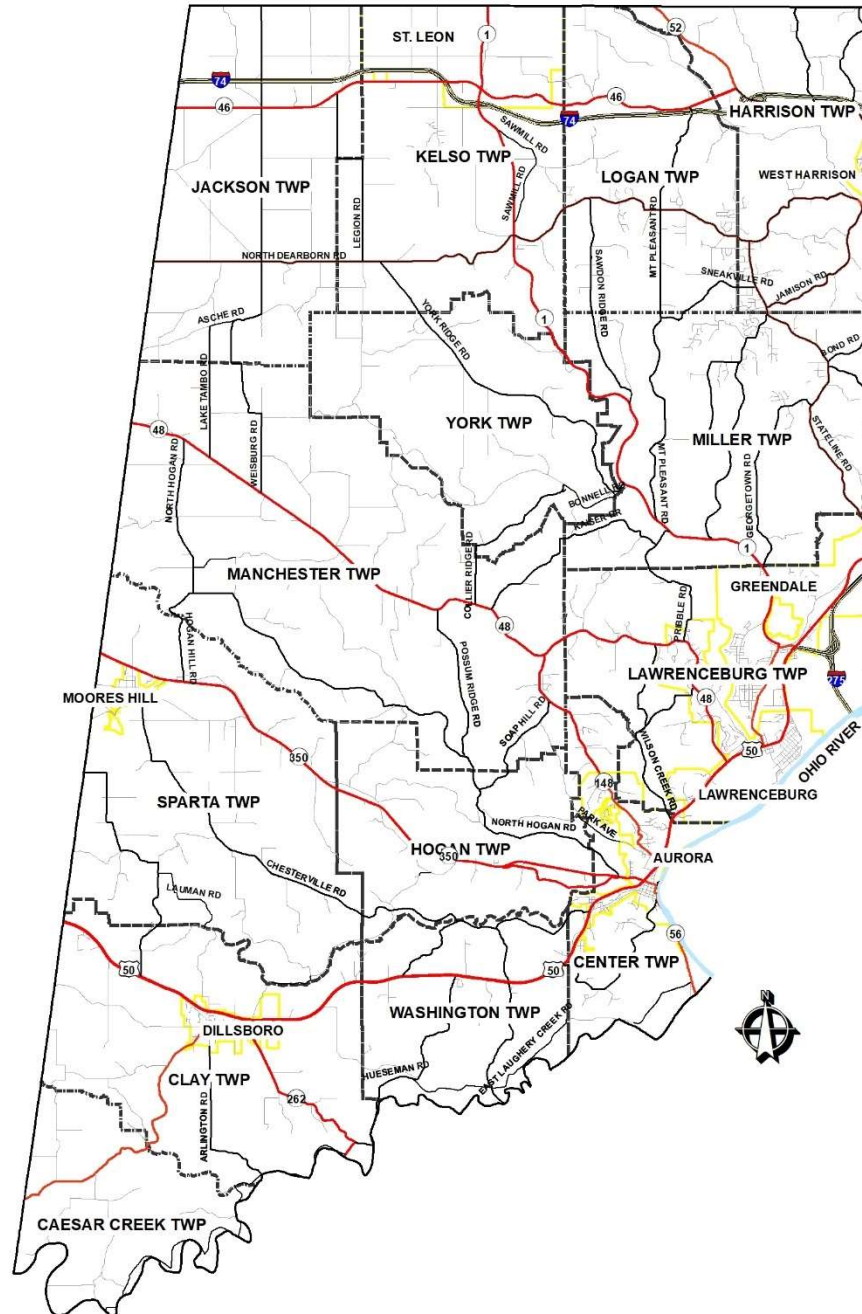 52
ST. LEON
1
74
46
46
74
HARRISON TWP
SAWMILL RD
KELSO TWP
LOGAN TWP
WEST HARRISON
JACKSON TWP
SAWMILL RD
MT PLEASANT RD
LEGION RD
NORTH DEARBORN RD
SAWDON RIDGE RD
SNEAKVILLE RD
JAMISON RD
ASCHE RD
YORK RIDGE RD
1
BOND RD
LAKE TAMBO RD
YORK TWP
MILLER TWP
STATELINE RD
48
NORTH HOGAN RD
WEISBURG RD
MT PLEASANT RD
GEORGETOWN RD
BONNELL RD
KAISER DR
1
MANCHESTER TWP
COLLIER RIDGE RD
GREENDALE
PRIBBLE RD
48
HOGAN HILL RD
POSSUM RIDGE RD
LAWRENCEBURG TWP
275
MOORES HILL
SOAP HILL RD
48
50
OHIO RIVER
350
WILSON CREEK RD
148
LAWRENCEBURG
SPARTA TWP
NORTH HOGAN RD
PARK AVE
HOGAN TWP
350
AURORA
CHESTERVILLE RD
LAUMAN RD
56
50
50
CENTER TWP
WASHINGTON TWP
DILLSBORO
EAST LAUGHERY CREEK RD
HUESEMAN RD
CLAY TWP
262
ARLINGTON RD
CAESAR CREEK TWP
N